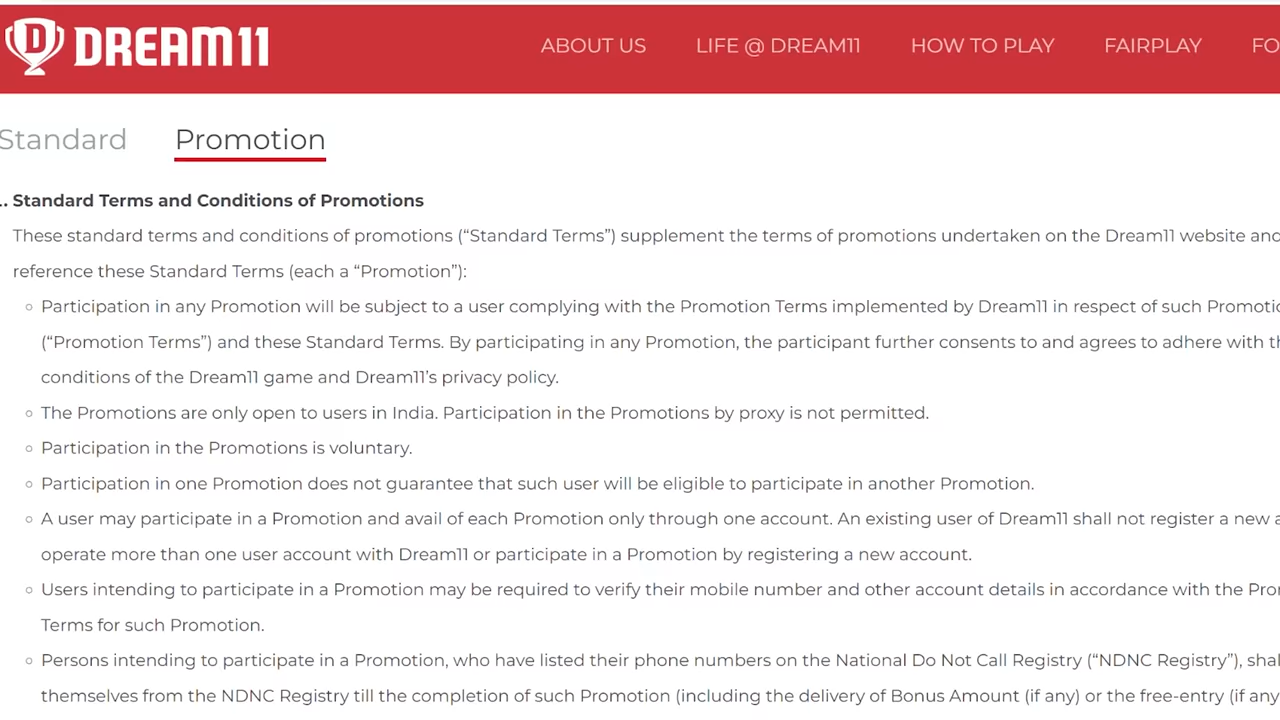 D DREAM11
ABOUT US LIFE @ DREAM11 HOW TO PLAY FAIRPLAY
Standard Promotion
. Standard Terms and Conditions of Promotions
These standard terms and conditions of promotions (“Standard Terms”) supplement the terms of promotions undertaken on the Dream11 website and
reference these Standard Terms (each a “Promotion”):
Participation in any Promotion will be subject to a user complying with the Promotion Terms implemented by Dream11 in respect of such
(“Promotion Terms”) and these Standard Terms. By participating in any Promotion, the participant further consents to and agrees to adhere with
conditions of the Dream11 game and Dream11’s privacy policy.
The Promotions are only open to users in India. Participation in the Promotions by proxy is not permitted.
Participation in the Promotions is voluntary.
Participation in one Promotion does not guarantee that such user will be eligible to participate in another Promotion.
A user may participate in a Promotion and avail of each Promotion only through one account. An existing user of Dream11 shall not register a new
operate more than one user account with Dream11 or participate in a Promotion by registering a new account.
Users intending to participate in a Promotion may be required to verify their mobile number and other account details in accordance with the
Terms for such Promotion.
Persons intending to participate in a Promotion, who have listed their phone numbers on the National Do Not Call Registry (“NDNC Registry”),
themselves from the NDNC Registry till the completion of such Promotion (including the delivery of Bonus Amount (if any) or the free-entry (if any